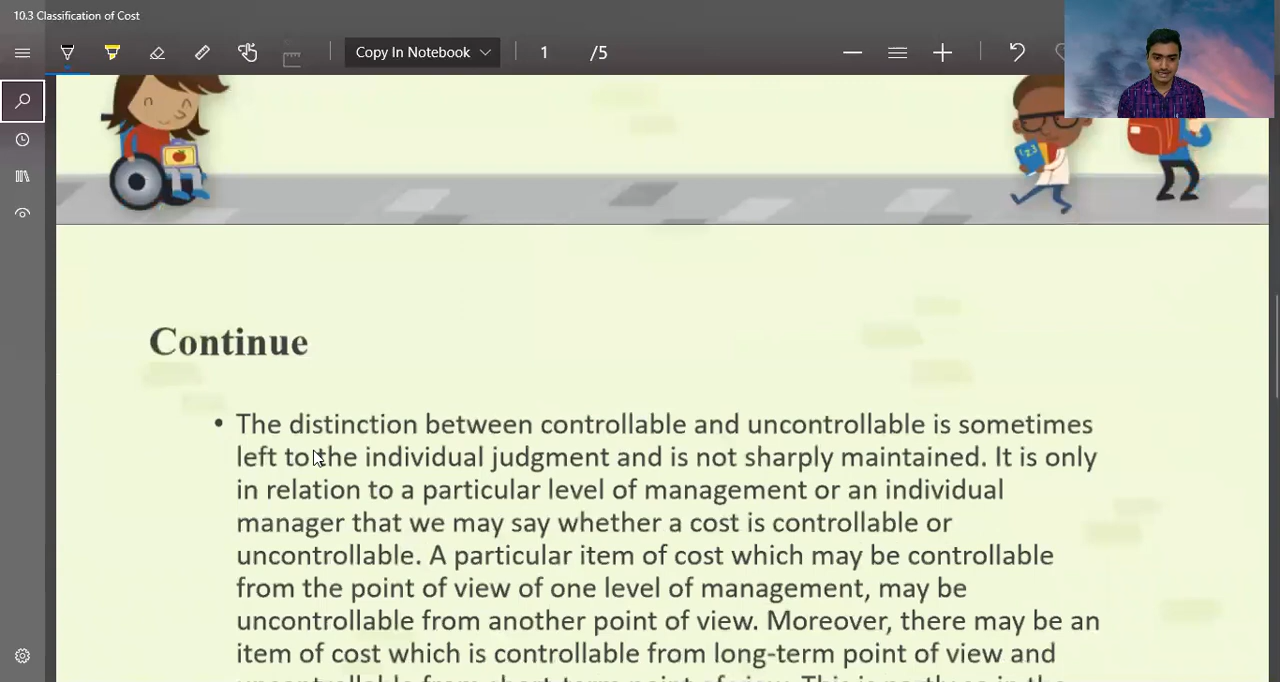 10.3 Classification of Cost
Copy In Notebook
1 /5
123
Continue
• The distinction between controllable and uncontrollable is sometimes
left to the individual judgment and is not sharply maintained. It is only
in relation to a particular level of management or an individual
manager that we may say whether a cost is controllable or
uncontrollable. A particular item of cost which may be controllable
from the point of view of one level of management, may be
uncontrollable from another point of view. Moreover, there may be an
item of cost which is controllable from long-term point of view and